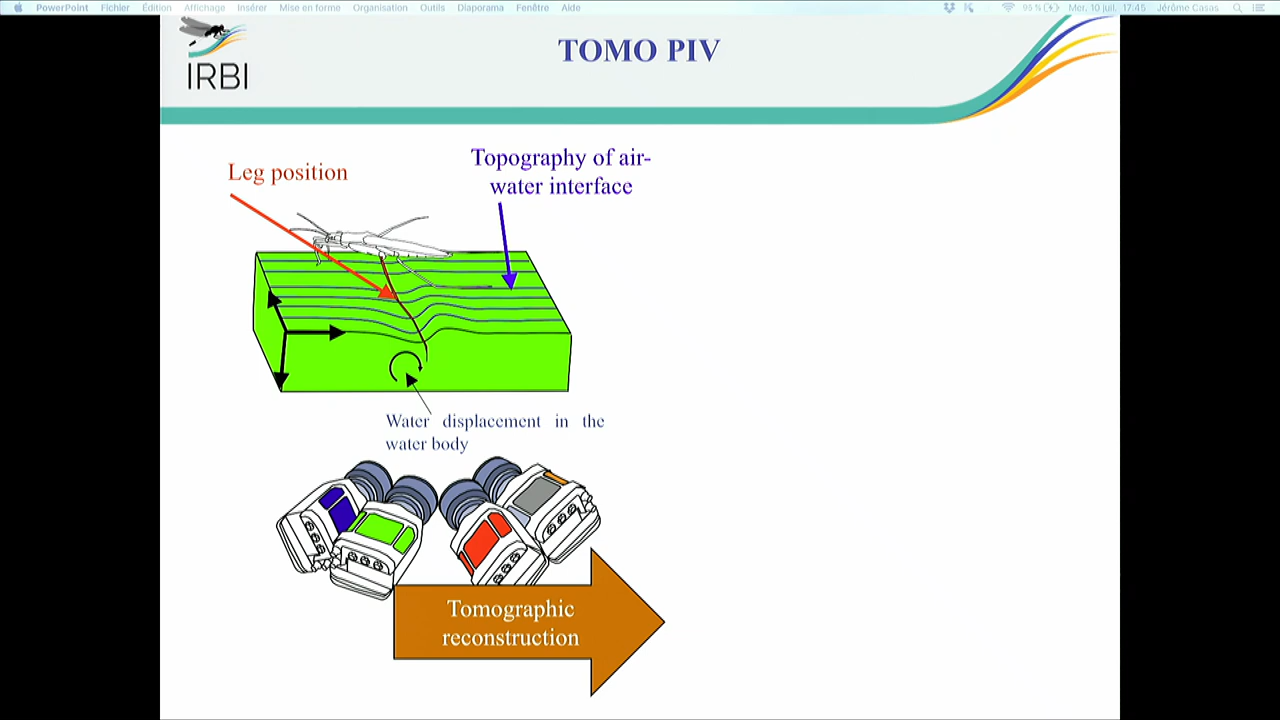 PowerPoint Fichier Édition Affichage Insérer Mise en forme Organisation Outils Diaporama Fenêtre Aide 95 % Mer. 10 juil. 17:45 Jérôme Casas
IRBI
TOMO PIV
Leg position
Topography of air-
water interface
Water displacement in the
water body
Tomographic
reconstruction